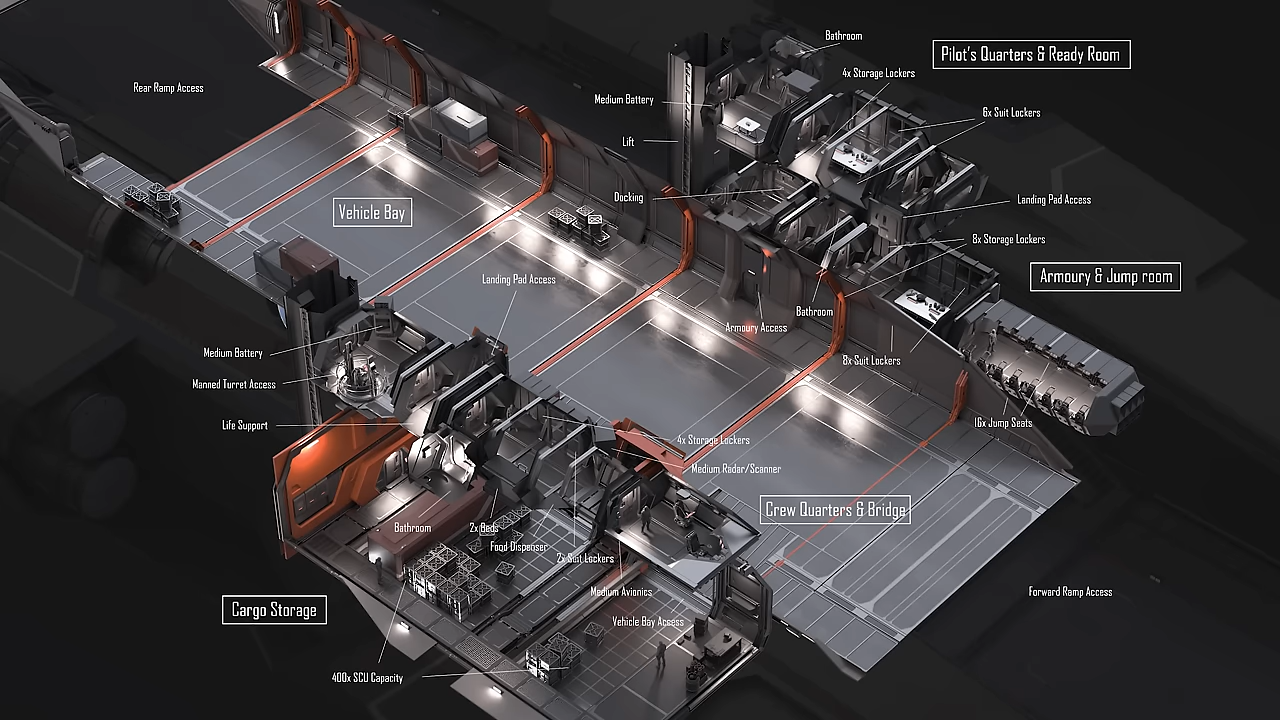 Bathroom
Pilot's Quarters & Ready Room
4x Storage Lockers
Rear Ramp Access
Medium Battery
6x Suit Lockers
Lift
Docking
Landing Pad Access
Vehicle Bay
8x Storage Lockers
Armoury & Jump room
Landing Pad Access
Bathroom
Armoury Access
Medium Battery
8x Suit Lockers
Manned Turret Access
16x Jump Seats
Life Support
4x Storage Lockers
Medium Radar/Scanner
Crew Quarters & Bridge
Bathroom
2x Beds
Food Dispenser
2x Suit Lockers
Medium Avionics
Forward Ramp Access
Cargo Storage
Vehicle Bay Access
400x SCU Capacity